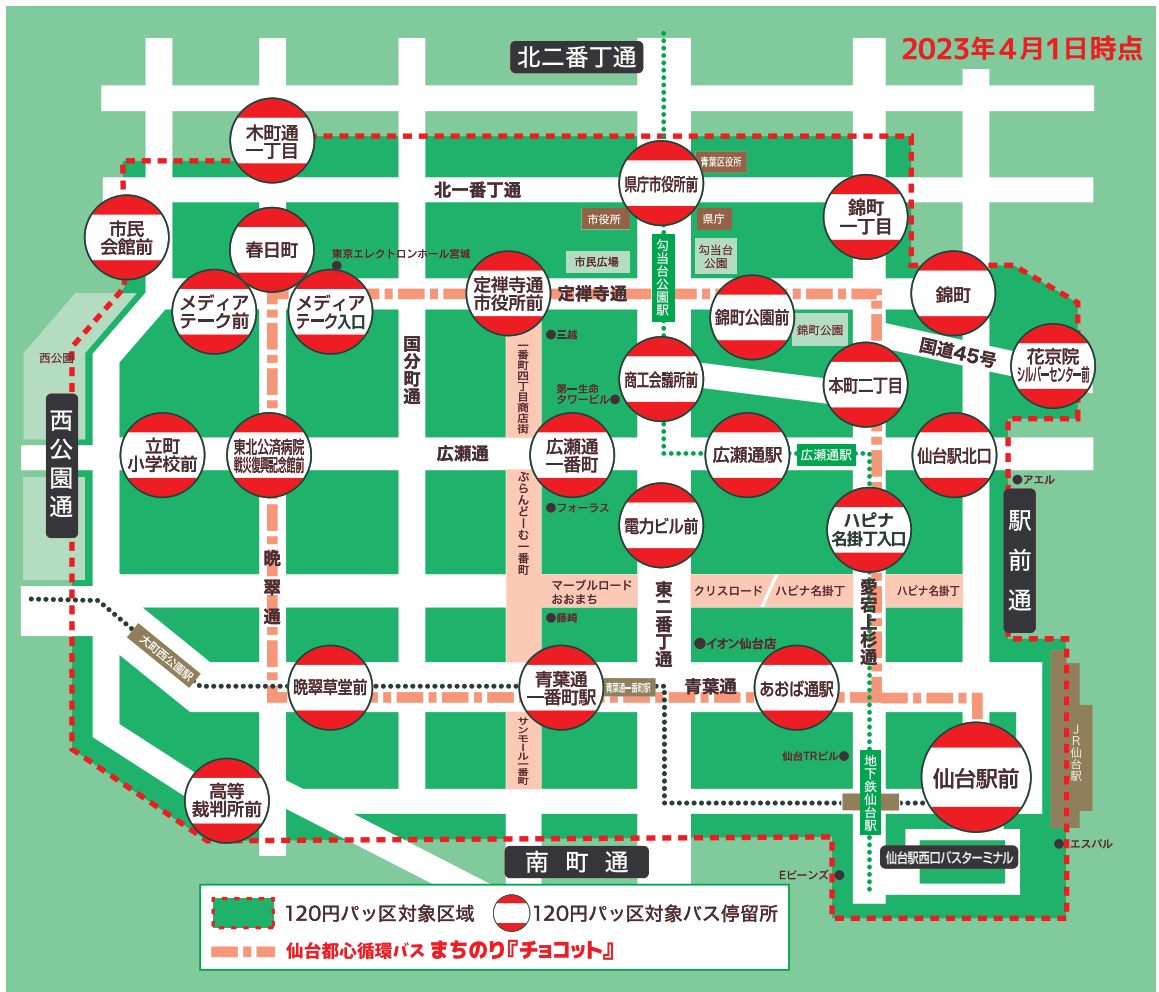 2023年4月1日時点
北二番丁通
木町通
一丁目
県庁市役所前
青葉区役所
北一番丁通
市民
会館前
春日町
市役所
県庁
錦町
一丁目
東京エレクトロンホール宮城
市民広場
勾当台
公園
勾当台公園駅
メディア
テーク前
メディア
テーク入口
定禅寺通
市役所前
定禅寺通
錦町公園前
錦町公園
錦町
西公園
国分町通
三越
一番町四丁目商店街
第一生命
タワービル
商工会議所前
本町二丁目
国道45号
花京院
シルバーセンター前
西公園通
立町
小学校前
東北公済病院
戦災復興記念館前
広瀬通
広瀬通
一番町
広瀬通駅
広瀬通駅
仙台駅北口
アエル
ぶらんどーむ一番町
フォーラス
電力ビル前
ハピナ
名掛丁入口
駅前通
晩翠通
マーブルロード
おおまち
東二番丁通
クリスロード
ハピナ名掛丁
愛宕上杉通
ハピナ名掛丁
藤崎
イオン仙台店
大町西公園駅
晩翠草堂前
青葉通
一番町駅
青葉通一番町駅
青葉通
あおば通駅
サンモール一番町
仙台TRビル
地下鉄仙台駅
仙台駅前
JR仙台駅
高等
裁判所前
南町通
仙台駅西口バスターミナル
エスパル
Eビーンズ
120円パッ区対象区域
120円パッ区対象バス停留所
仙台都心循環バス まちのり『チョコット』